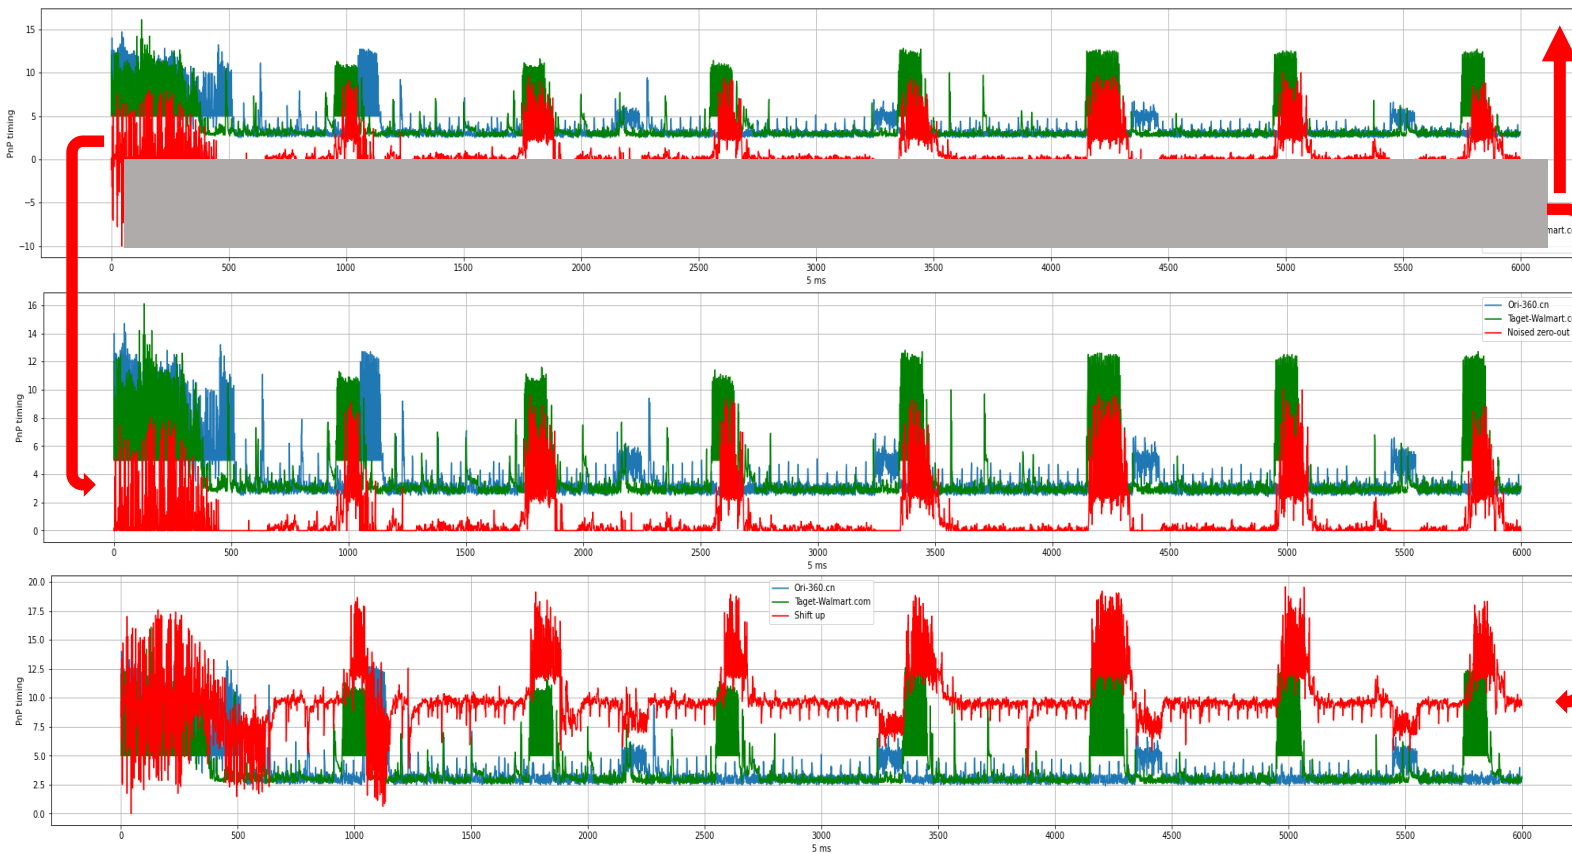 15
10
5
0
−5
−10
PnP timing
mart.co
0 500 1000 1500 2000 2500 3000 3500 4000 4500 5000 5500 6000
5 ms
16
14
12
10
8
6
4
2
0
PnP timing
Ori-360.cn
Taget-Walmart.co
Noised zero-out
0 500 1000 1500 2000 2500 3000 3500 4000 4500 5000 5500 6000
5 ms
20.0
17.5
15.0
12.5
10.0
7.5
5.0
2.5
0.0
PnP timing
Ori-360.cn
Taget-Walmart.com
Shift up
0 500 1000 1500 2000 2500 3000 3500 4000 4500 5000 5500 6000
5 ms